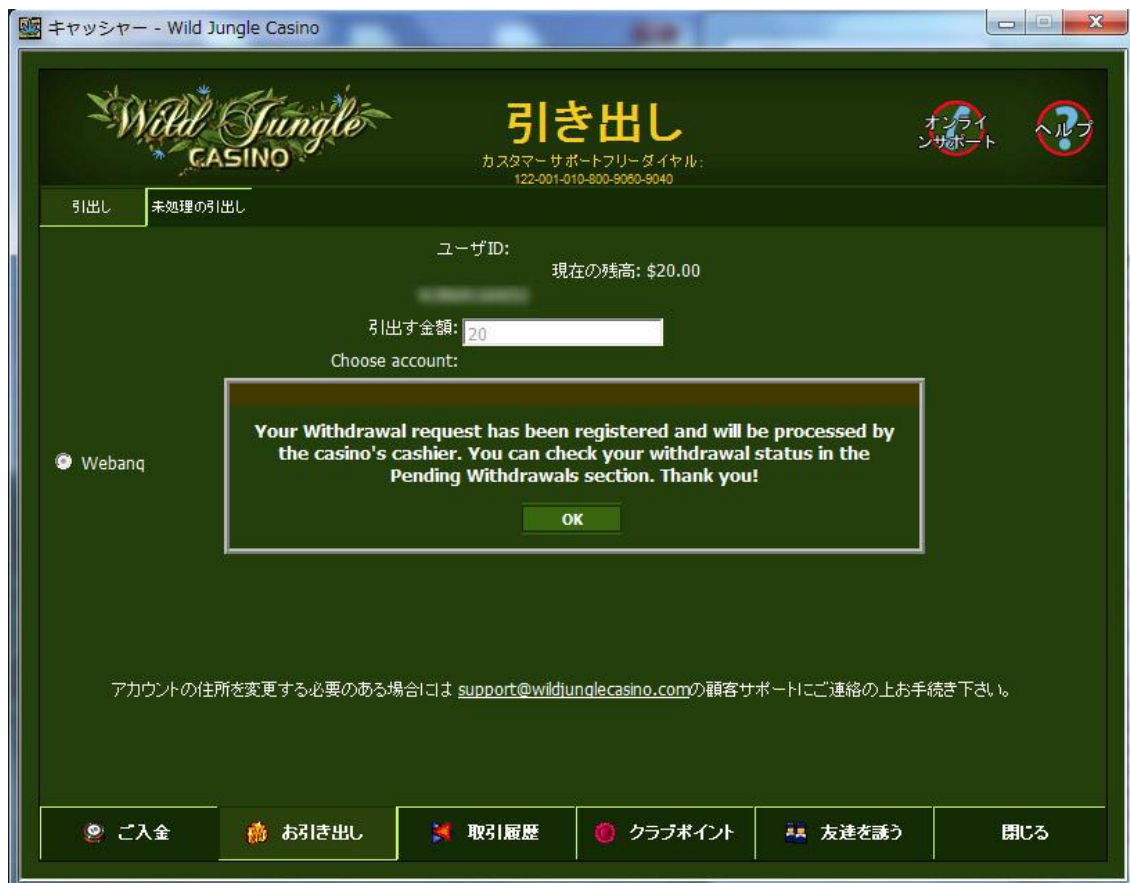 キャッシャー - Wild Jungle Casino
Wild Jungle
CASINO
引き出し
カスタマーサポートフリーダイヤル:
122-001-010-800-9060-9040
オンライ
ンサポート
ヘルプ
引出し
未処理の引出し
ユーザID:
現在の残高: $20.00
引出す金額:
20
Choose account:
Your Withdrawal request has been registered and will be processed by
the casino's cashier. You can check your withdrawal status in the
Pending Withdrawals section. Thank you!
Webanq
OK
アカウントの住所を変更する必要のある場合には support@wildjunglecasino.comの顧客サポートにご連絡の上お手続き下さい。
ご入金
お引き出し
取引履歴
クラブポイント
友達を誘う
閉じる